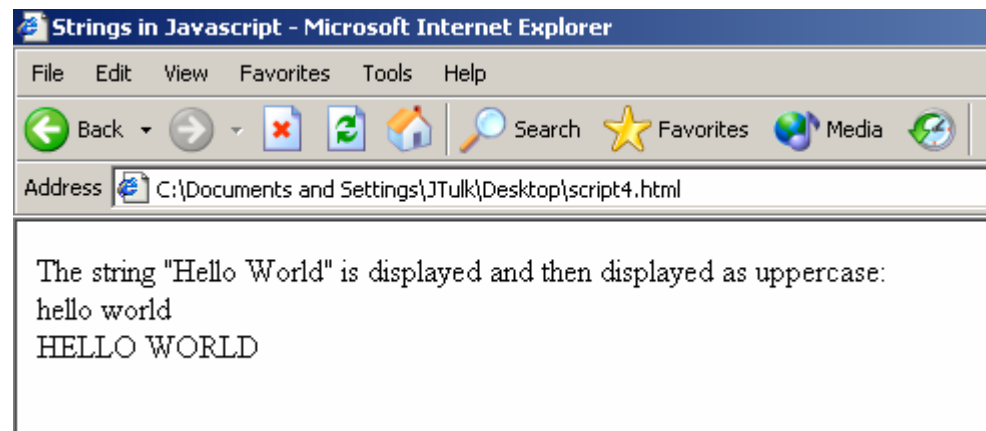 Strings in Javascript - Microsoft Internet Explorer
File Edit View Favorites Tools Help
Back Search Favorites Media
Address C:\Documents and Settings\JTulk\Desktop\script4.html
The string "Hello World" is displayed and then displayed as uppercase:
hello world
HELLO WORLD